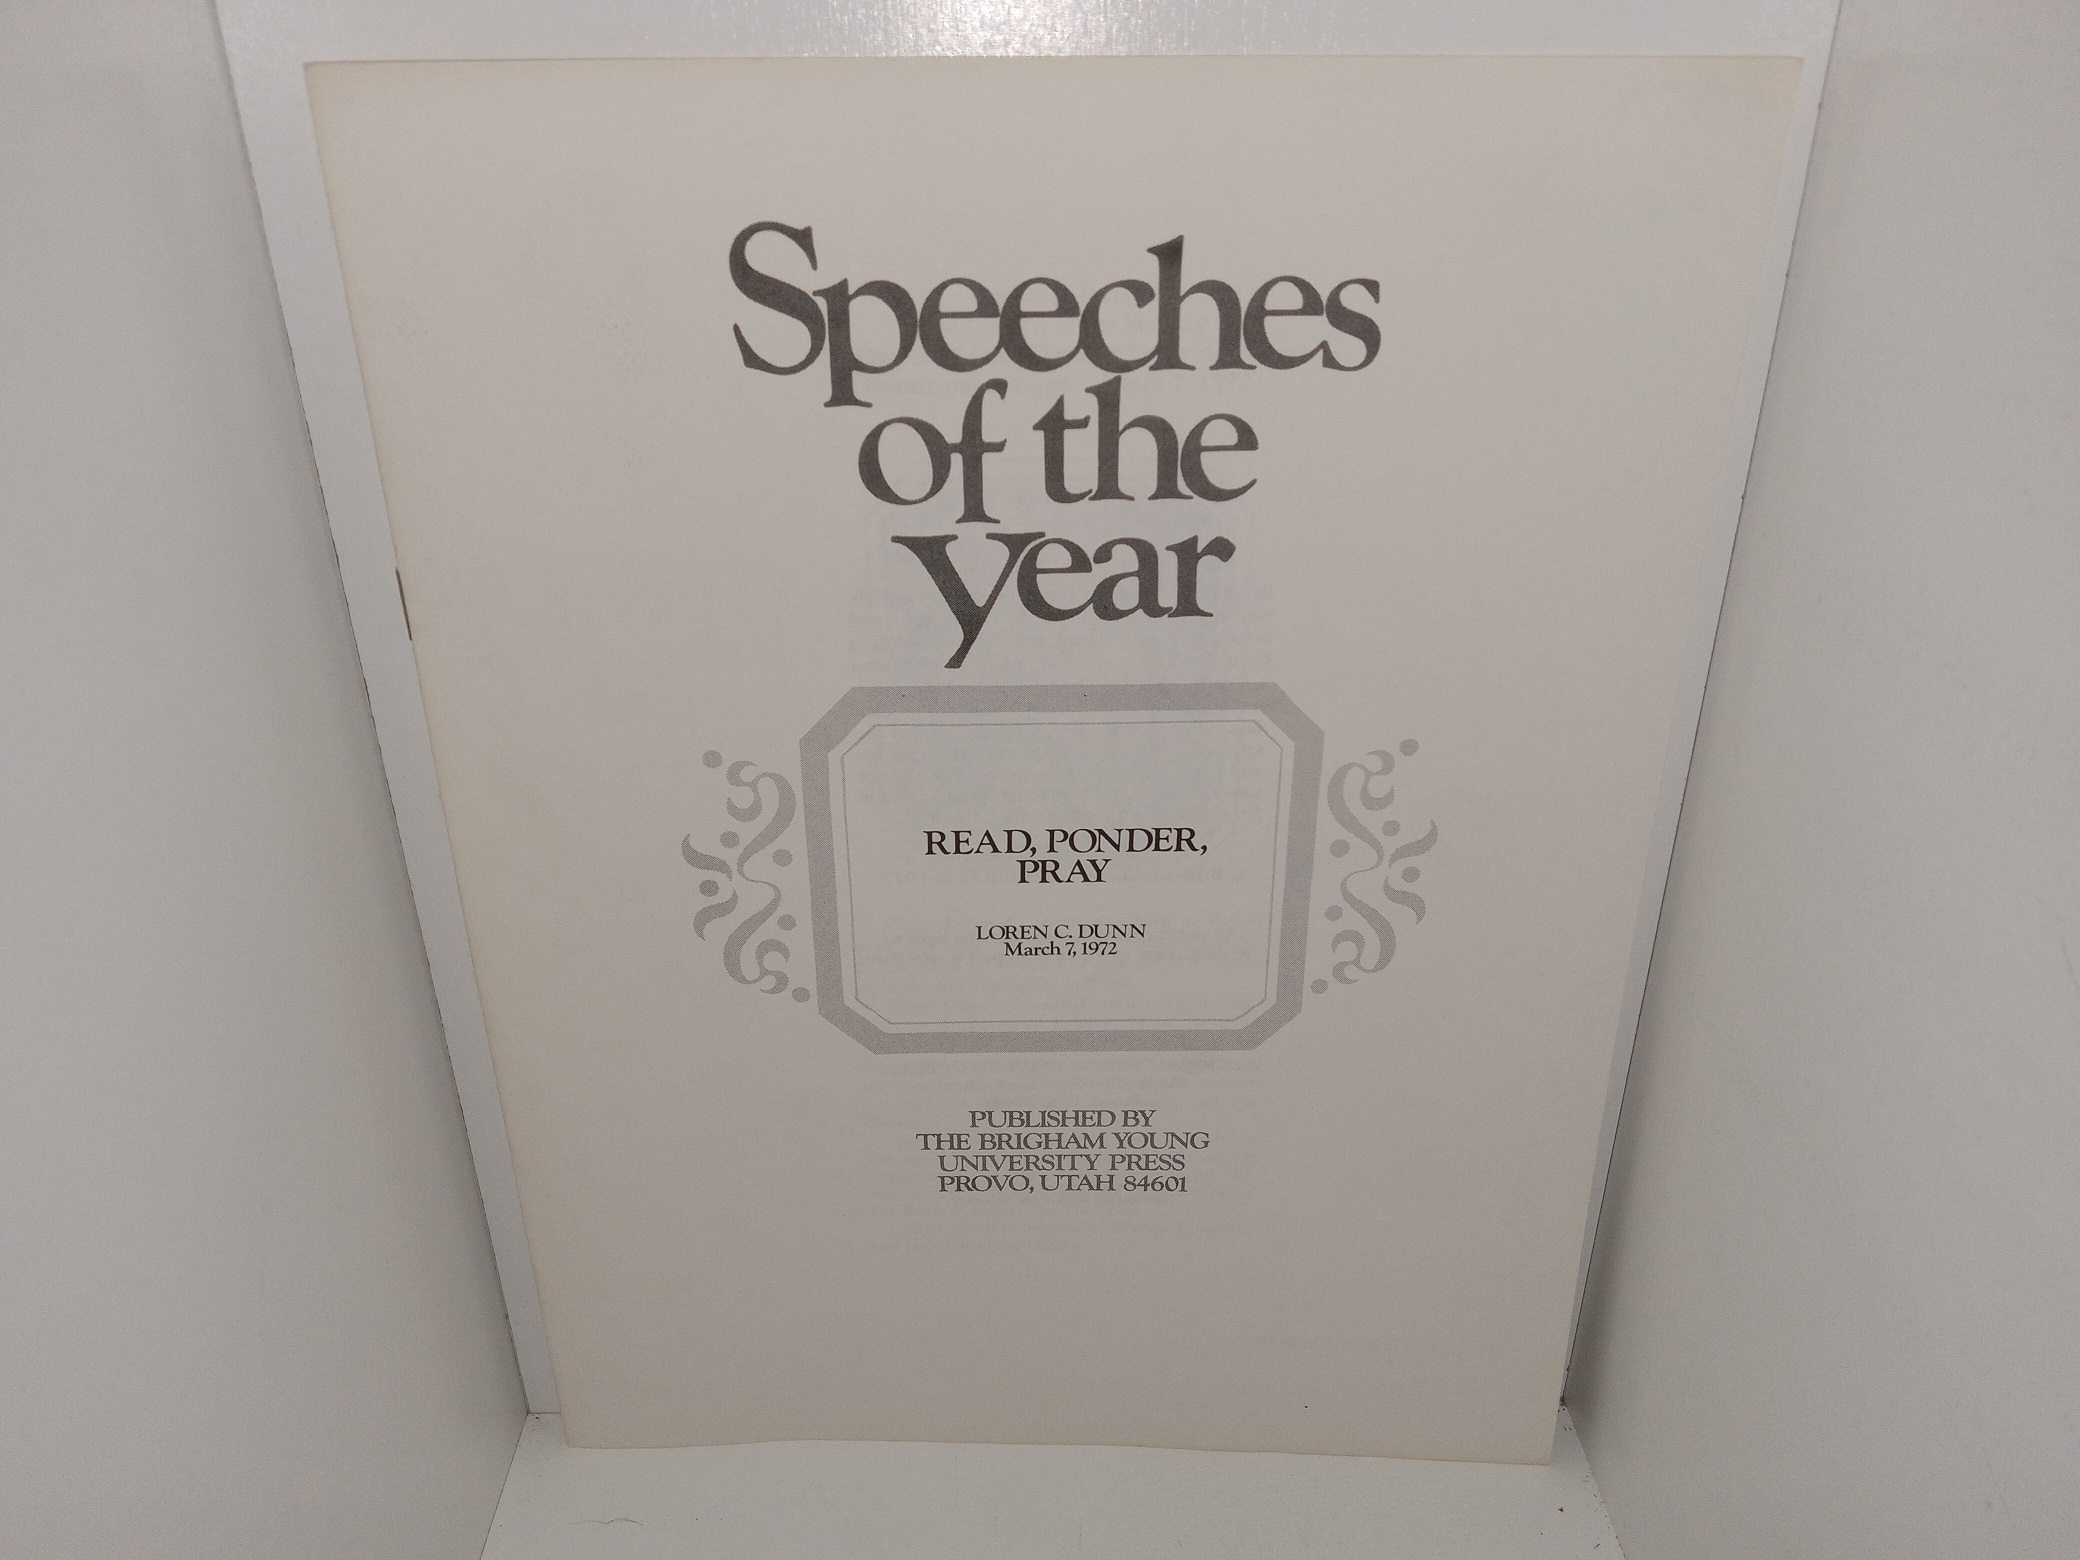 Speeches
of the
year
READ, PONDER,
PRAY
LOREN C. DUNN
March 7, 1972
PUBLISHED BY
THE BRIGHAM YOUNG
UNIVERSITY PRESS
PROVO, UTAH 84601